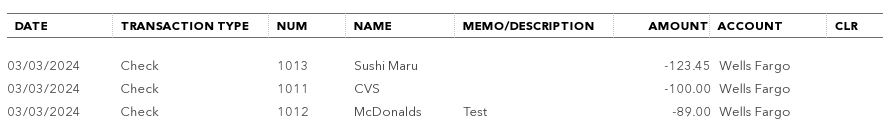 DATE TRANSACTION TYPE NUM NAME MEMO/DESCRIPTION AMOUNT ACCOUNT CLR
03/03/2024 Check 1013 Sushi Maru -123.45 Wells Fargo
03/03/2024 Check 1011 CVS -100.00 Wells Fargo
03/03/2024 Check 1012 McDonalds Test -89.00 Wells Fargo